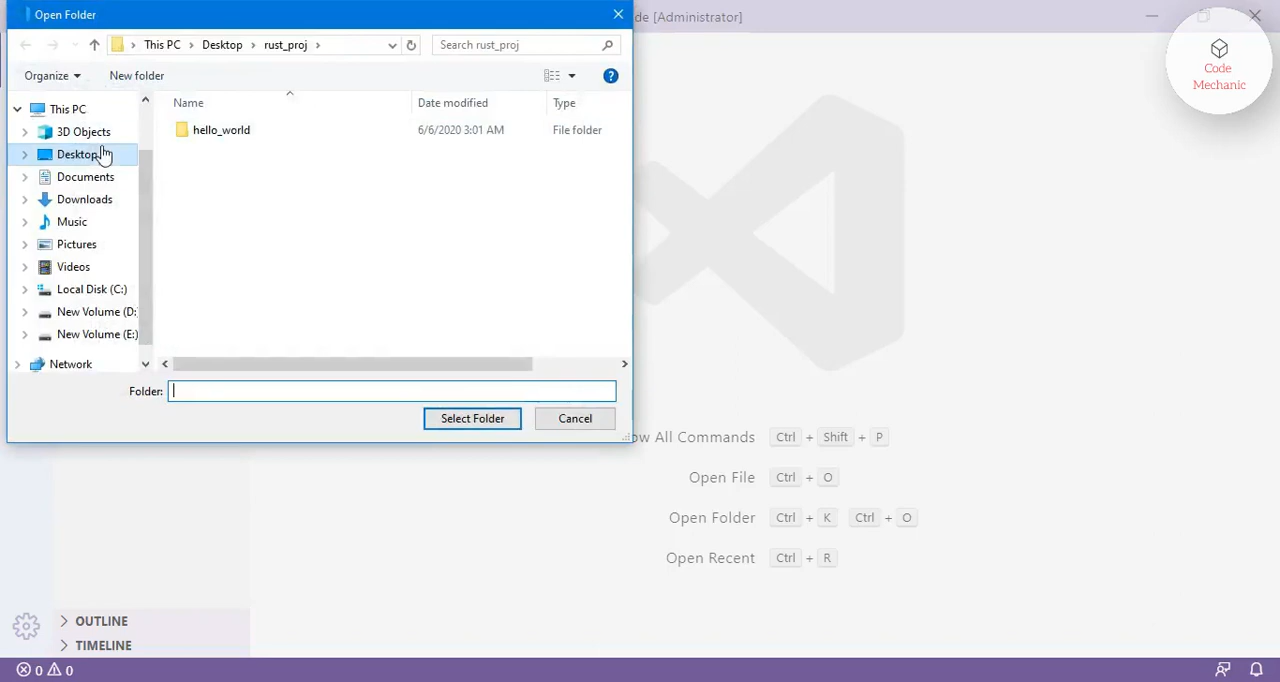 Open Folder
de [Administrator]
This PC > Desktop > rust_proj >
Search rust_proj
Code
Mechanic
Organize
New folder
Name
Date modified
Type
This PC
3D Objects
hello_world
6/6/2020 3:01 AM
File folder
Desktop
Documents
Downloads
Music
Pictures
Videos
Local Disk (C:)
New Volume (D:
New Volume (E:)
Network
Folder:
Select Folder
Cancel
ow All Commands Ctrl + Shift + P
Open File Ctrl + O
Open Folder Ctrl + K Ctrl + O
Open Recent Ctrl + R
OUTLINE
TIMELINE
0 0